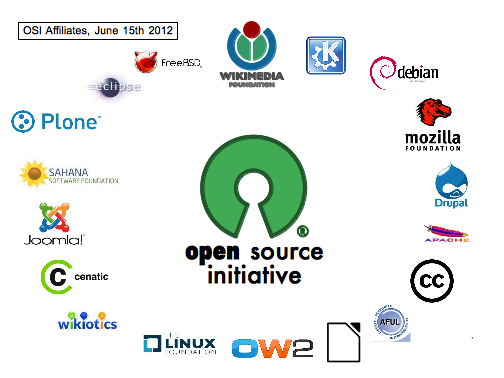 OSI Affiliates, June 15th 2012
FreeBSD
WIKIMEDIA
FOUNDATION
debian
eclipse
Plone
mozilla
FOUNDATION
SAHANA
SOFTWARE FOUNDATION
Drupal
Joomla!
APACHE
open source
initiative
®
C cenatic
CC
wikiotics
THE
LINUX
FOUNDATION
OW2
AFUL
K